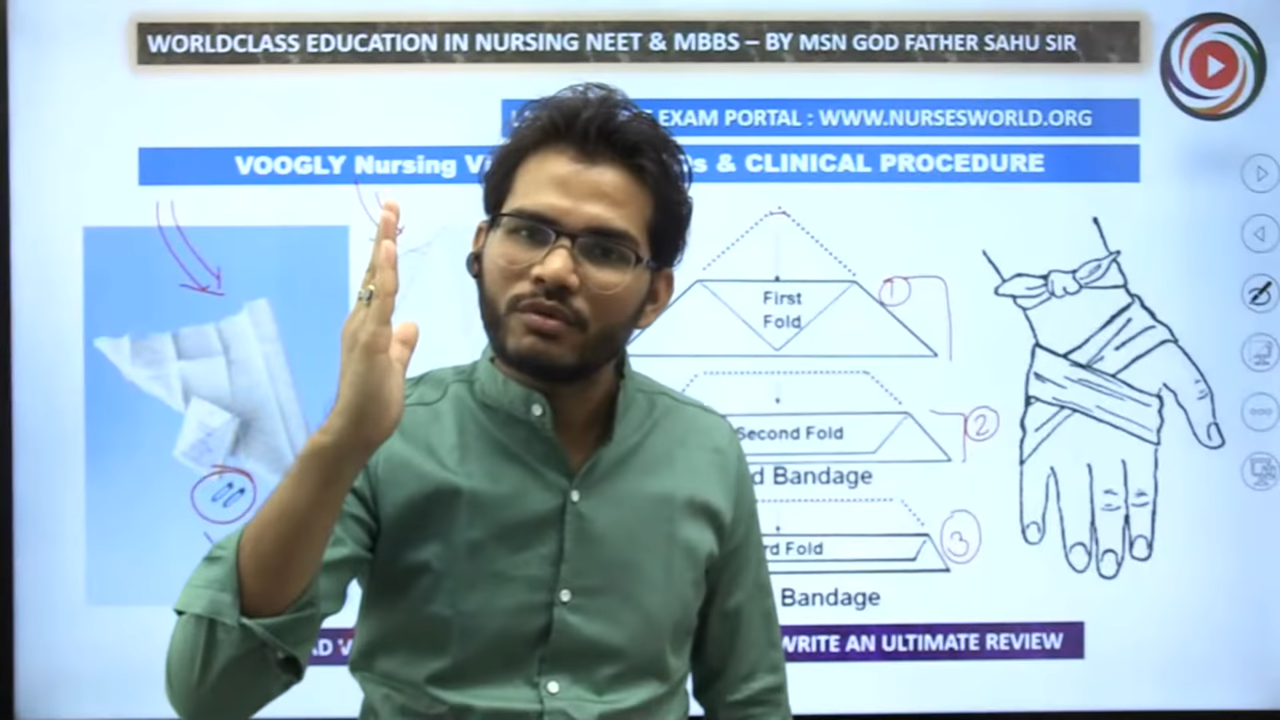 WORLDCLASS EDUCATION IN NURSING NEET & MBBS – BY MSN GOD FATHER SAHU SIR
EXAM PORTAL : WWW.NURSESWORLD.ORG
VOOGLY Nursing & CLINICAL PROCEDURE
First
Fold
1
Second Fold
2
Bandage
Fold
3
Bandage
WRITE AN ULTIMATE REVIEW